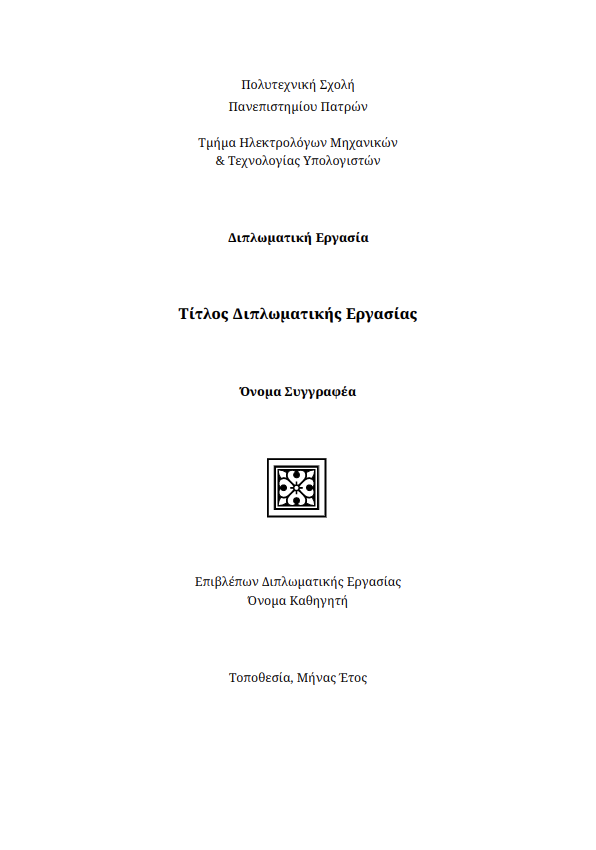 Πολυτεχνική Σχολή
Πανεπιστημίου Πατρών
Τμήμα Ηλεκτρολόγων Μηχανικών
& Τεχνολογίας Υπολογιστών
Διπλωματική Εργασία
Τίτλος Διπλωματικής Εργασίας
Όνομα Συγγραφέα
Επιβλέπων Διπλωματικής Εργασίας
Όνομα Καθηγητή
Τοποθεσία, Μήνας Έτος